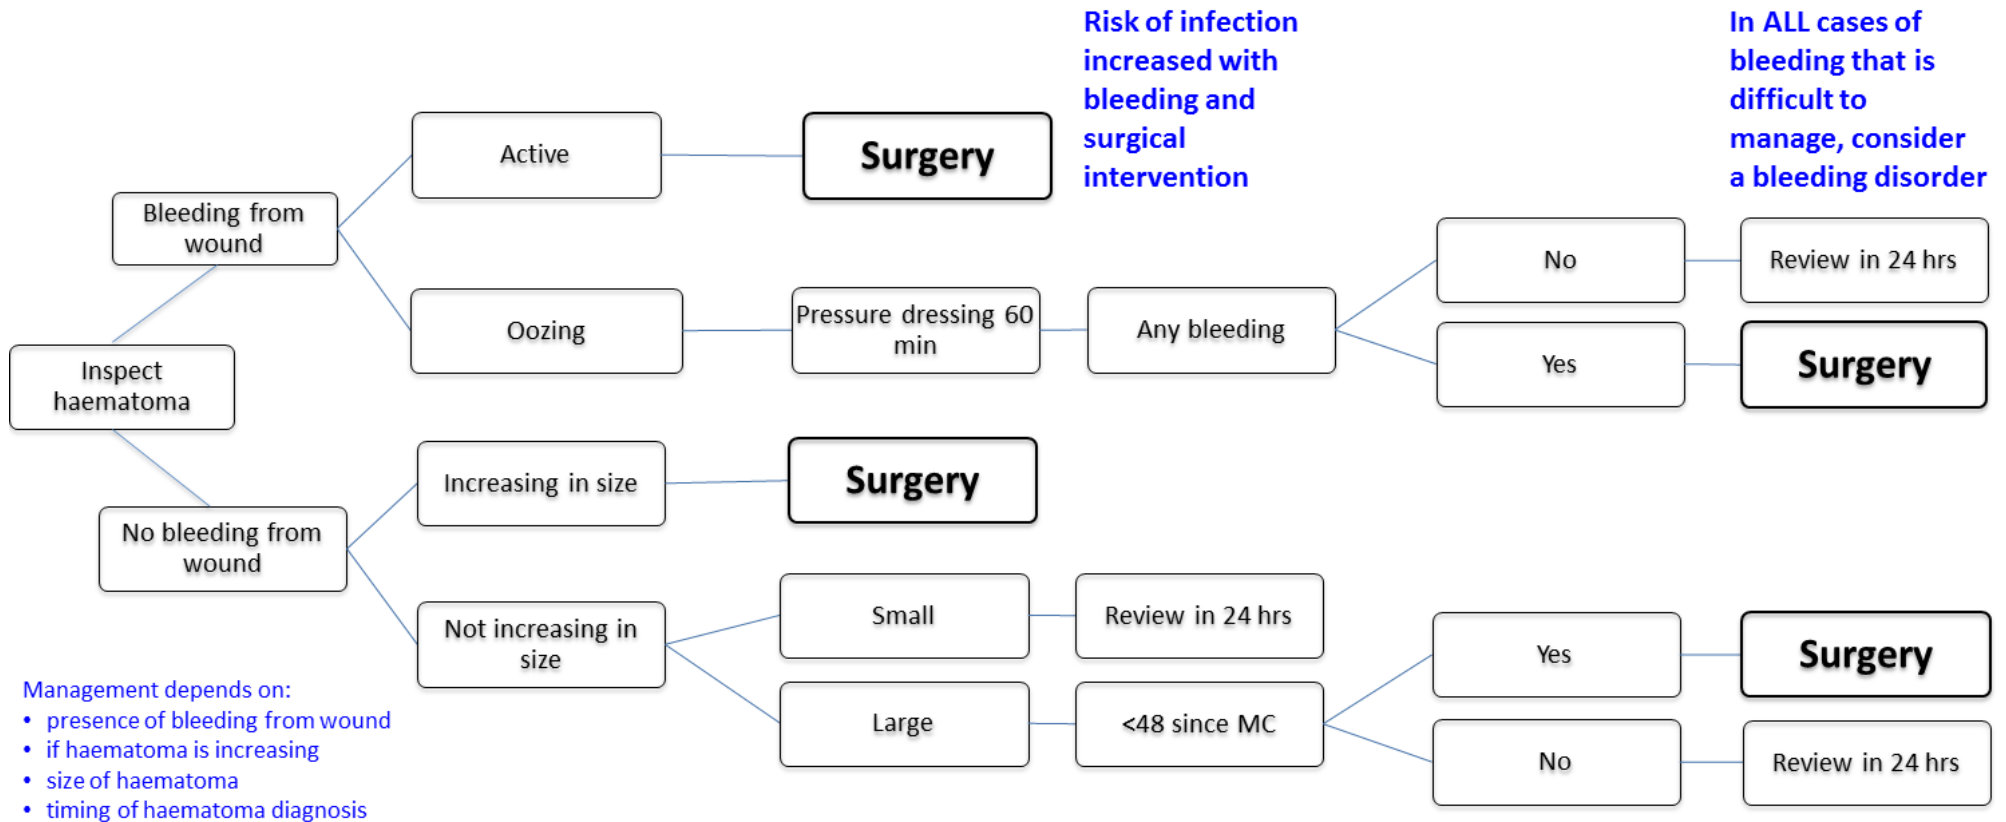 Risk of infection
increased with
bleeding and
surgical
intervention
In ALL cases of
bleeding that is
difficult to
manage, consider
a bleeding disorder
Active
Surgery
Bleeding from
wound
No
Review in 24 hrs
Oozing
Pressure dressing 60
min
Any bleeding
Yes
Surgery
Inspect
haematoma
Increasing in size
Surgery
No bleeding from
wound
Not increasing in
size
Small
Review in 24 hrs
Large
<48 since MC
Yes
Surgery
No
Review in 24 hrs
Management depends on:
• presence of bleeding from wound
• if haematoma is increasing
• size of haematoma
• timing of haematoma diagnosis